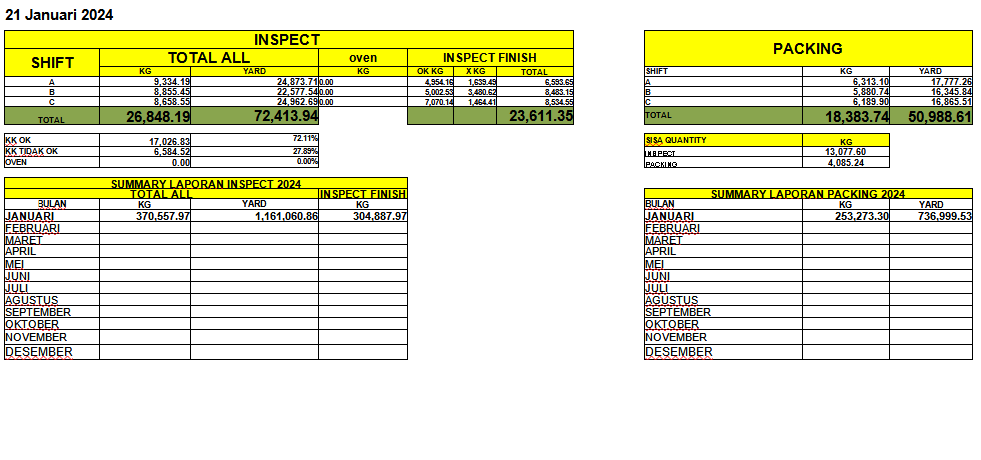 21 Januari 2024
INSPECT
SHIFT TOTAL ALL oven INSPECT FINISH
KG YARD KG OK KG X KG TOTAL
A 9,334.19 24,873.71 0.00 4,954.16 1,639.49 6,593.65
B 8,855.45 22,577.54 0.00 5,002.53 3,480.62 8,483.15
C 8,658.55 24,962.69 0.00 7,070.14 1,464.41 8,534.55
TOTAL 26,848.19 72,413.94 23,611.35
PACKING
SHIFT KG YARD
A 6,313.10 17,777.26
B 5,880.74 16,345.84
C 6,189.90 16,865.51
TOTAL 18,383.74 50,988.61
KK OK 17,026.83 72.11%
KK TIDAK OK 6,584.52 27.89%
OVEN 0.00 0.00%
SISA QUANTITY KG
INSPECT 13,077.60
PACKING 4,085.24
SUMMARY LAPORAN INSPECT 2024
TOTAL ALL INSPECT FINISH
BULAN KG YARD KG
JANUARI 370,557.97 1,161,060.86 304,887.97
FEBRUARI
MARET
APRIL
MEI
JUNI
JULI
AGUSTUS
SEPTEMBER
OKTOBER
NOVEMBER
DESEMBER
SUMMARY LAPORAN PACKING 2024
BULAN KG YARD
JANUARI 253,273.30 736,999.53
FEBRUARI
MARET
APRIL
MEI
JUNI
JULI
AGUSTUS
SEPTEMBER
OKTOBER
NOVEMBER
DESEMBER